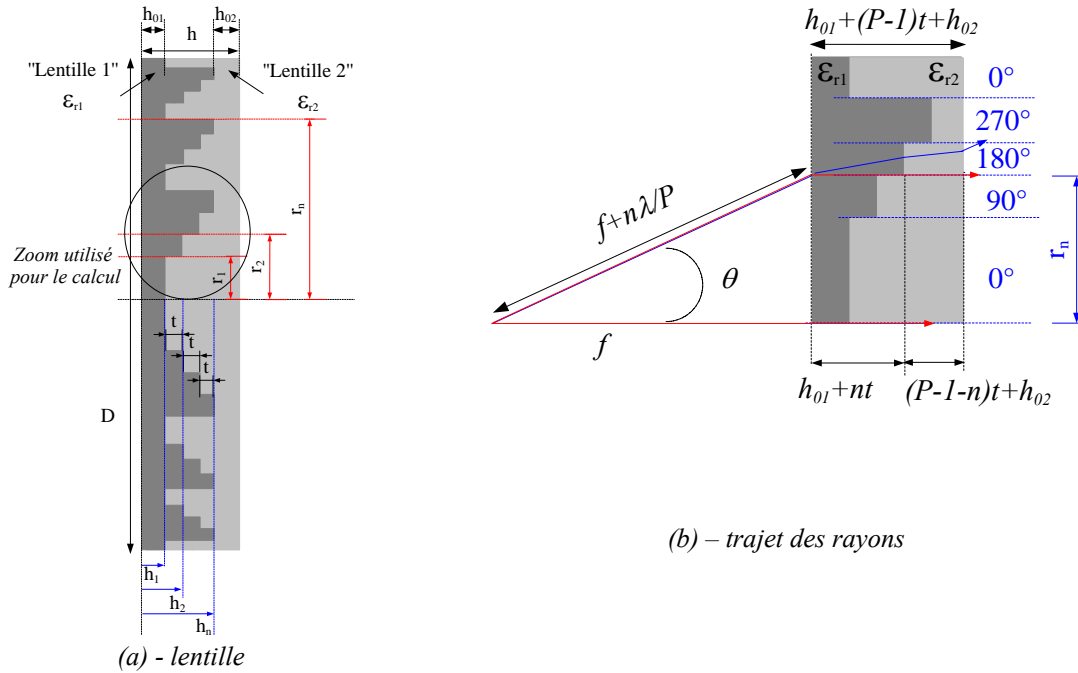 h01
h02
h
"Lentille 1"
"Lentille 2"
εr1
εr2
rn
r2
r1
Zoom utilisé
pour le calcul
t
t
t
D
h1
h2
hn
(a) - lentille
h01+(P-1)t+h02
εr1
εr2
0°
270°
180°
90°
0°
f+nλ/P
θ
rn
f
h01+nt
(P-1-n)t+h02
(b) – trajet des rayons